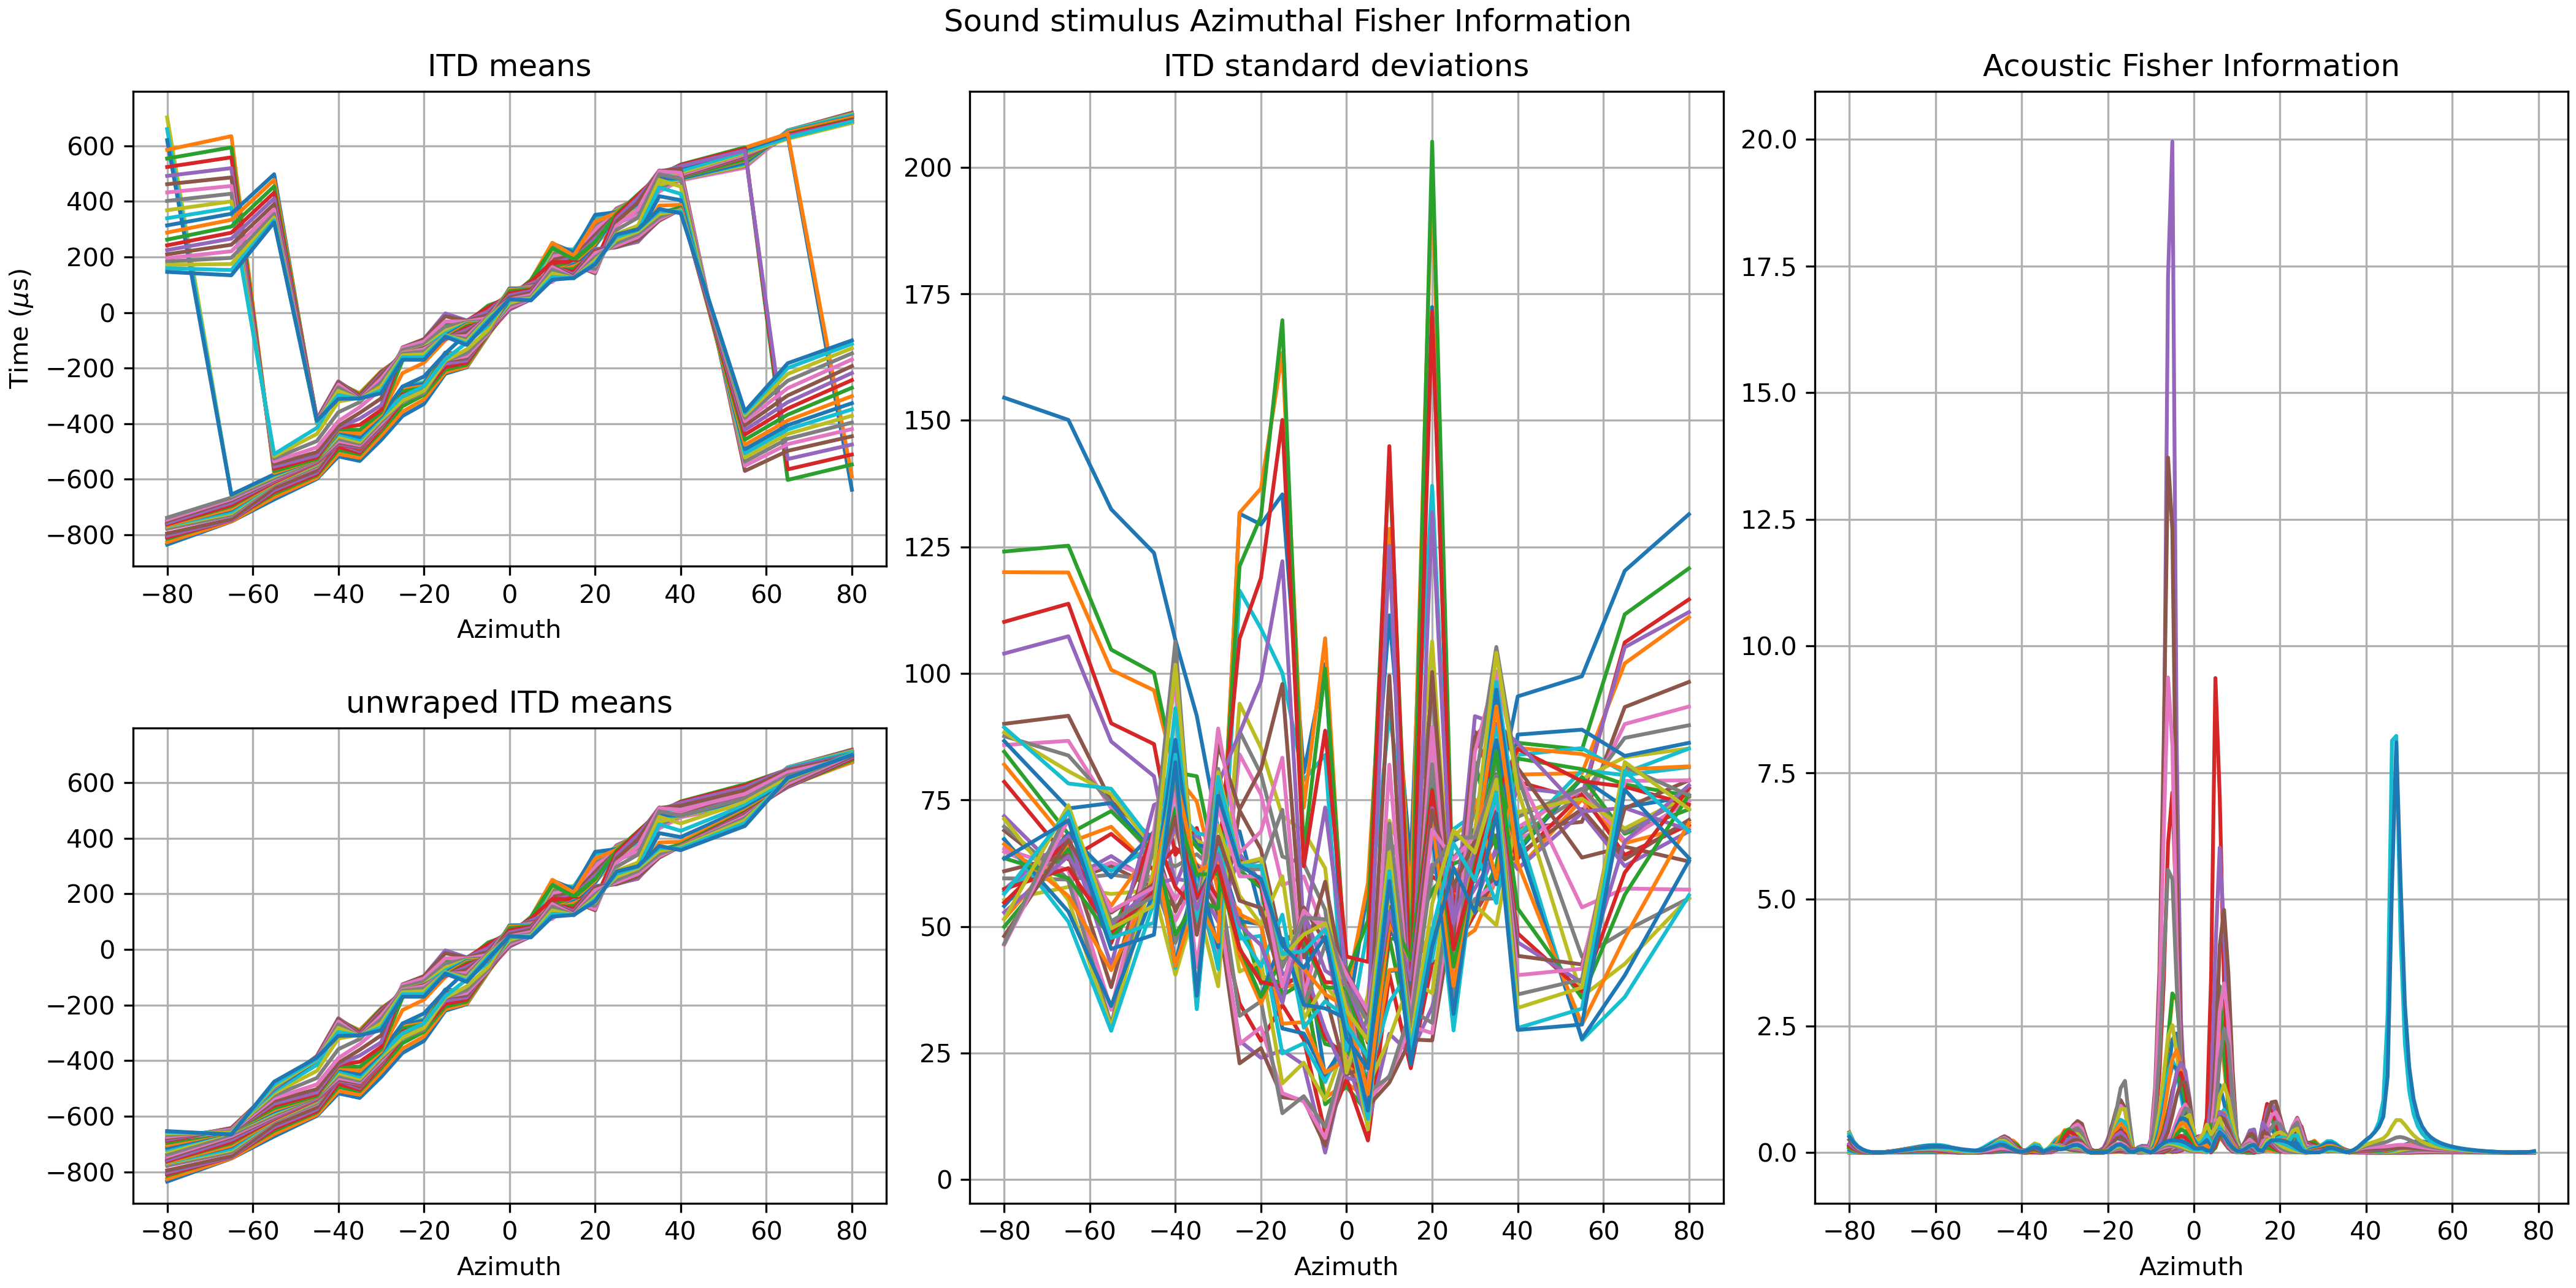 Sound stimulus Azimuthal Fisher Information
ITD means
600
400
200
0
−200
−400
−600
−800
Time (μs)
−80 −60 −40 −20 0 20 40 60 80
Azimuth
unwraped ITD means
600
400
200
0
−200
−400
−600
−800
−80 −60 −40 −20 0 20 40 60 80
Azimuth
ITD standard deviations
200
175
150
125
100
75
50
25
0
−80 −60 −40 −20 0 20 40 60 80
Azimuth
Acoustic Fisher Information
20.0
17.5
15.0
12.5
10.0
7.5
5.0
2.5
0.0
−80 −60 −40 −20 0 20 40 60 80
Azimuth